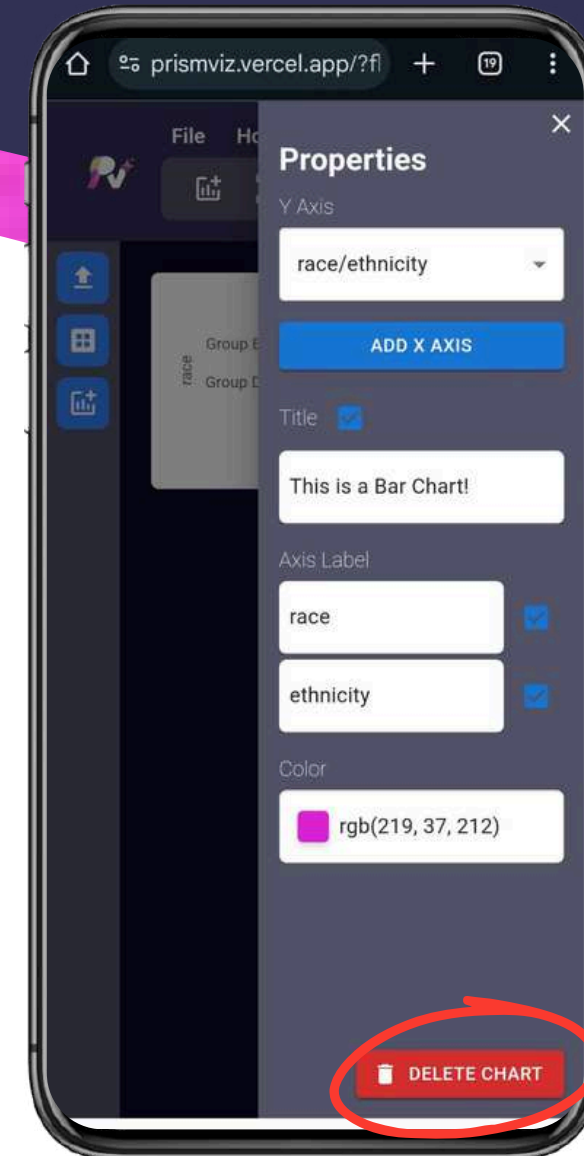 prismviz.vercel.app/?fl
19
File
Properties
Y Axis
race/ethnicity
ADD X AXIS
race
Group
Group
Title
This is a Bar Chart!
Axis Label
race
ethnicity
Color
rgb(219, 37, 212)
DELETE CHART